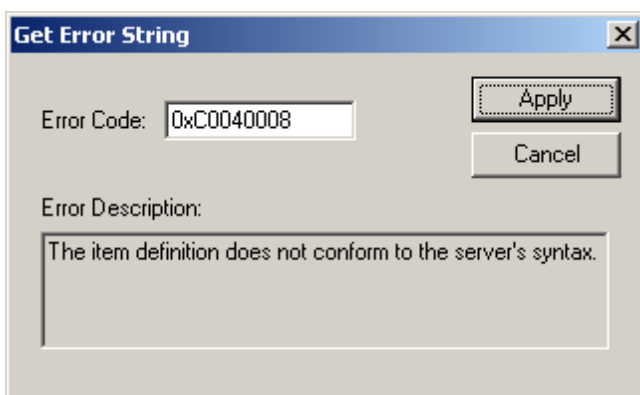 Get Error String
Error Code: 0xC0040008
Apply
Cancel
Error Description:
The item definition does not conform to the server's syntax.